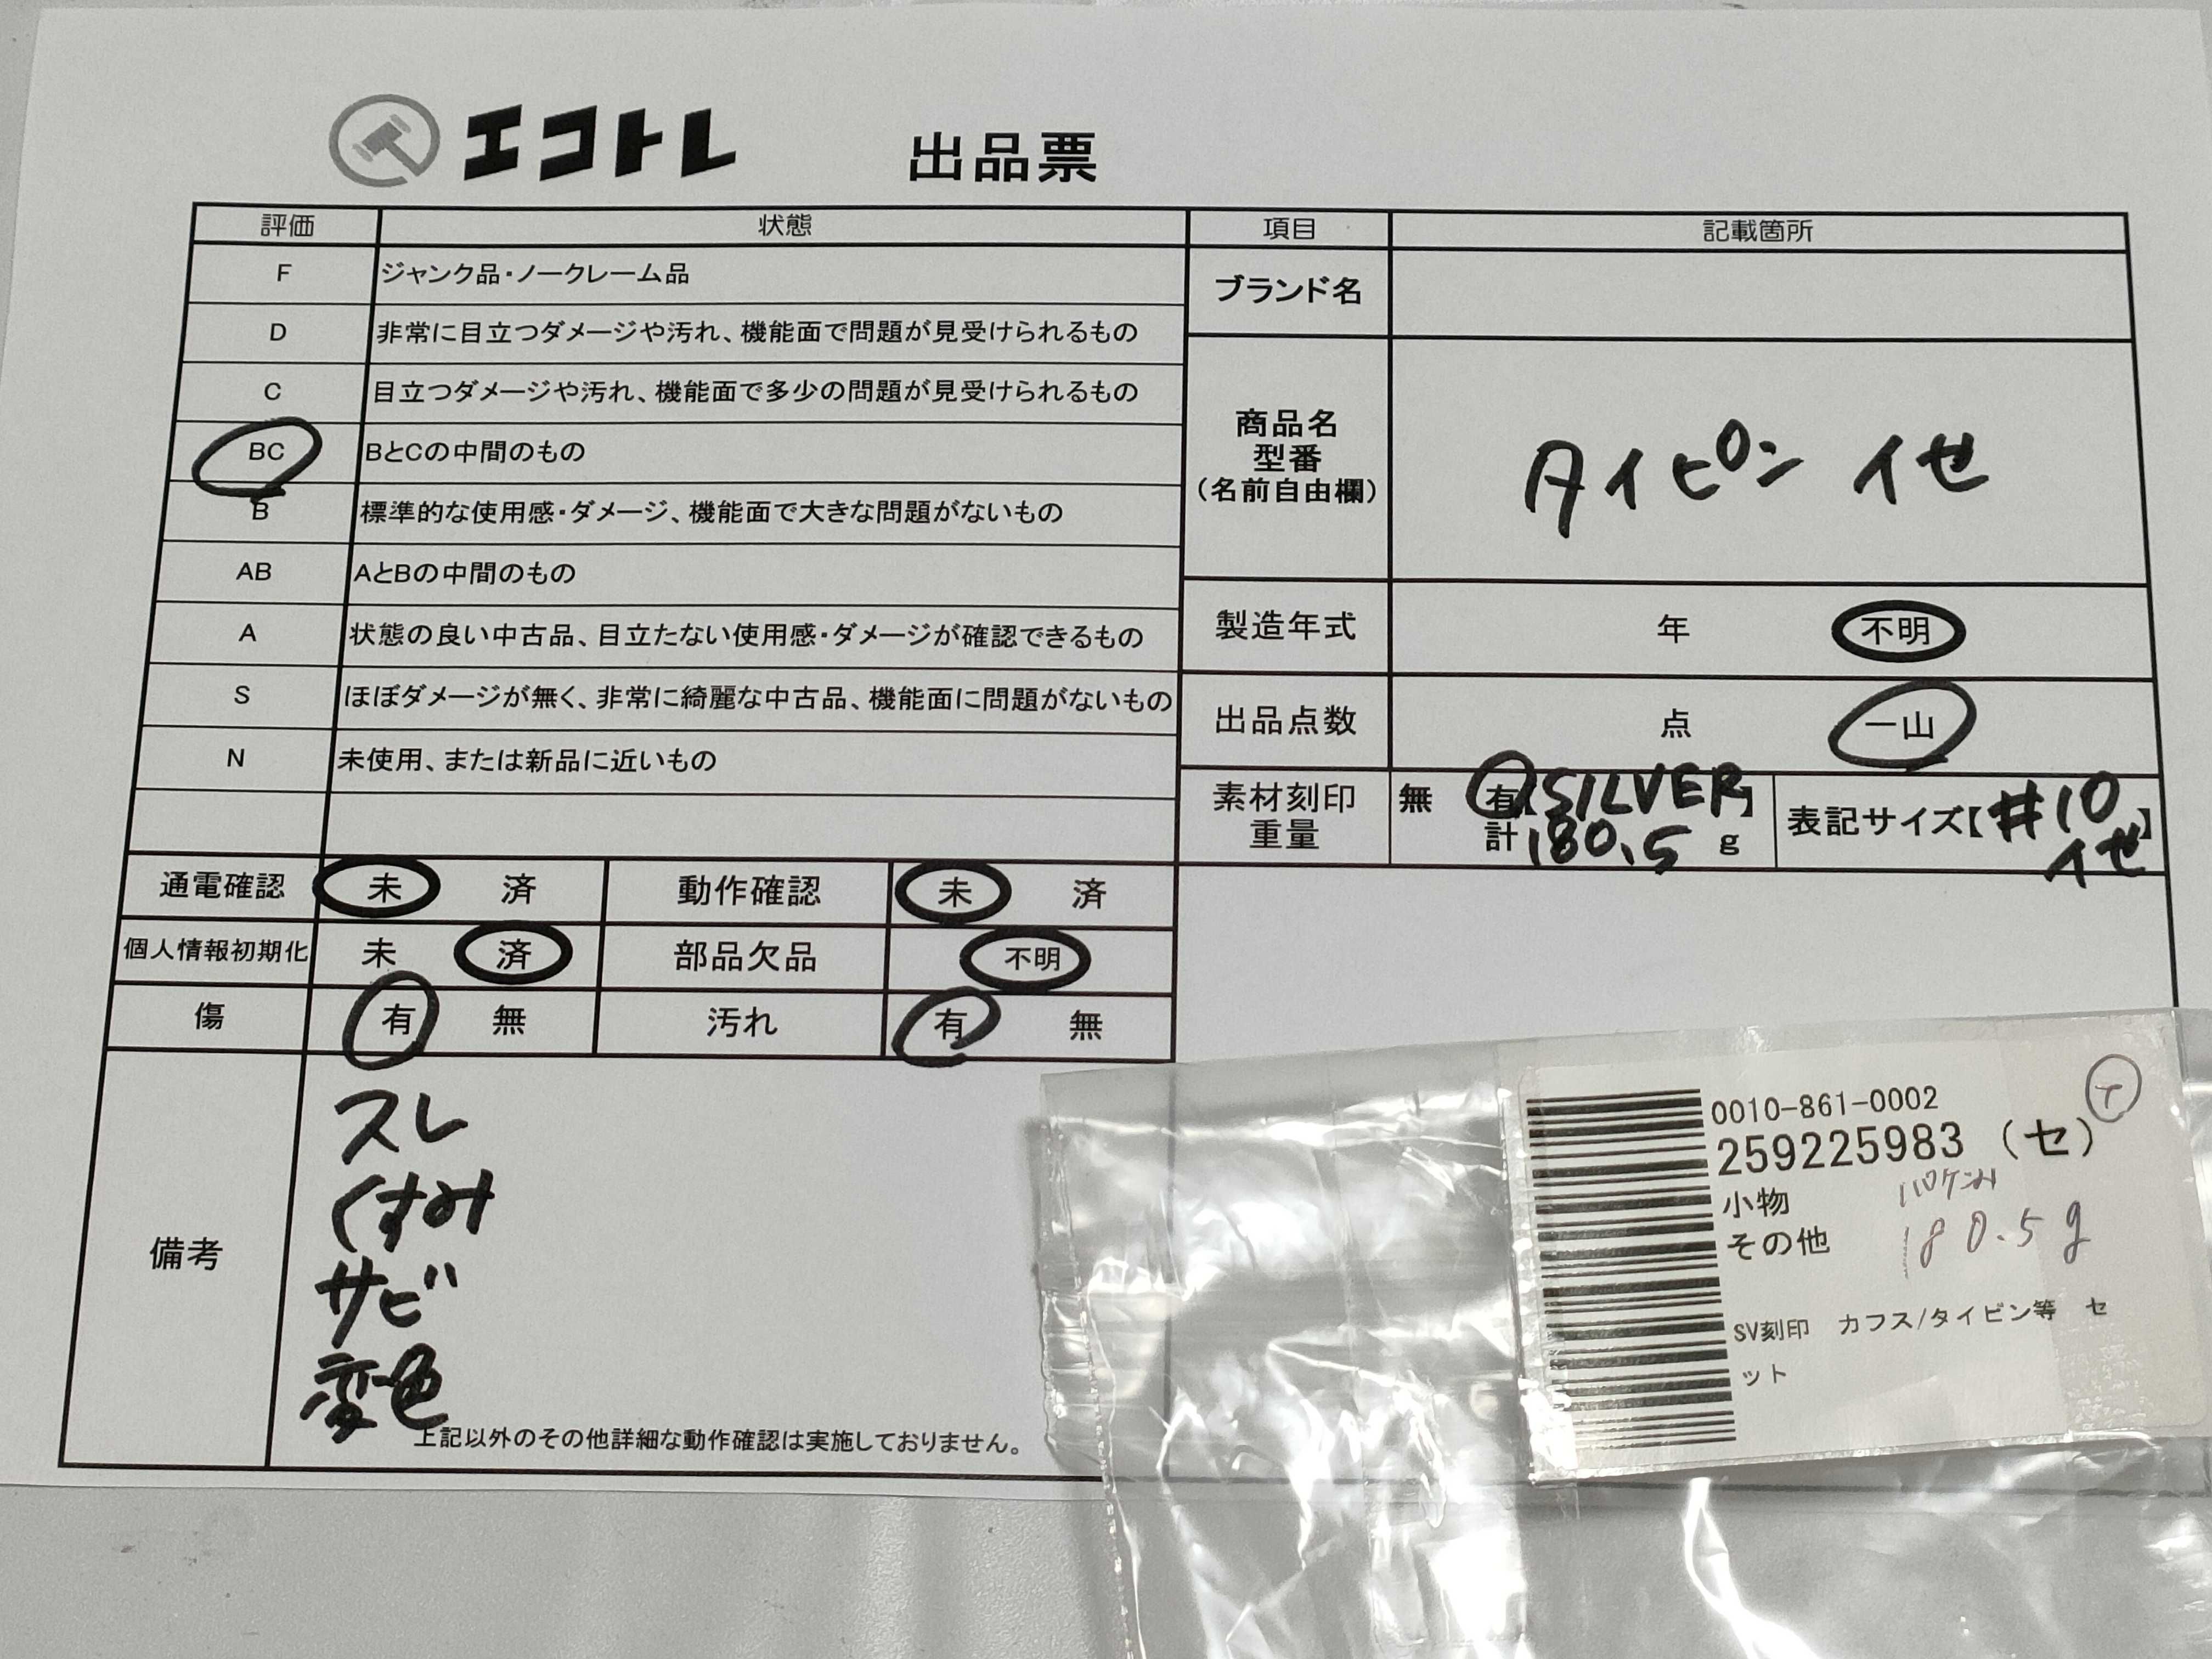 エコトレ 出品票
評価 状態 項目 記載箇所
F ジャンク品・ノークレーム品
D 非常に目立つダメージや汚れ、機能面で問題が見受けられるもの
C 目立つダメージや汚れ、機能面で多少の問題が見受けられるもの
BC BとCの中間のもの
B 標準的な使用感・ダメージ、機能面で大きな問題がないもの
AB AとBの中間のもの
A 状態の良い中古品、目立たない使用感・ダメージが確認できるもの
S ほぼダメージが無く、非常に綺麗な中古品、機能面に問題がないもの
N 未使用、または新品に近いもの
ブランド名
商品名
型番
(名前自由欄)
タイピン イセ
製造年式 年 不明
出品点数 点 一山
素材刻印 無 有【SILVER】
重量 計180.5g
表記サイズ【#10
イセ】
通電確認 未 済 動作確認 未 済
個人情報初期化 未 済 部品欠品 不明
傷 有 無 汚れ 有 無
備考
スレ
くすみ
サビ
変色
上記以外のその他詳細な動作確認は実施しておりません。
0010-861-0002
259225983 (セ)
小物
その他 180.5g
SV刻印 カフス/タイピン等 セ
ット